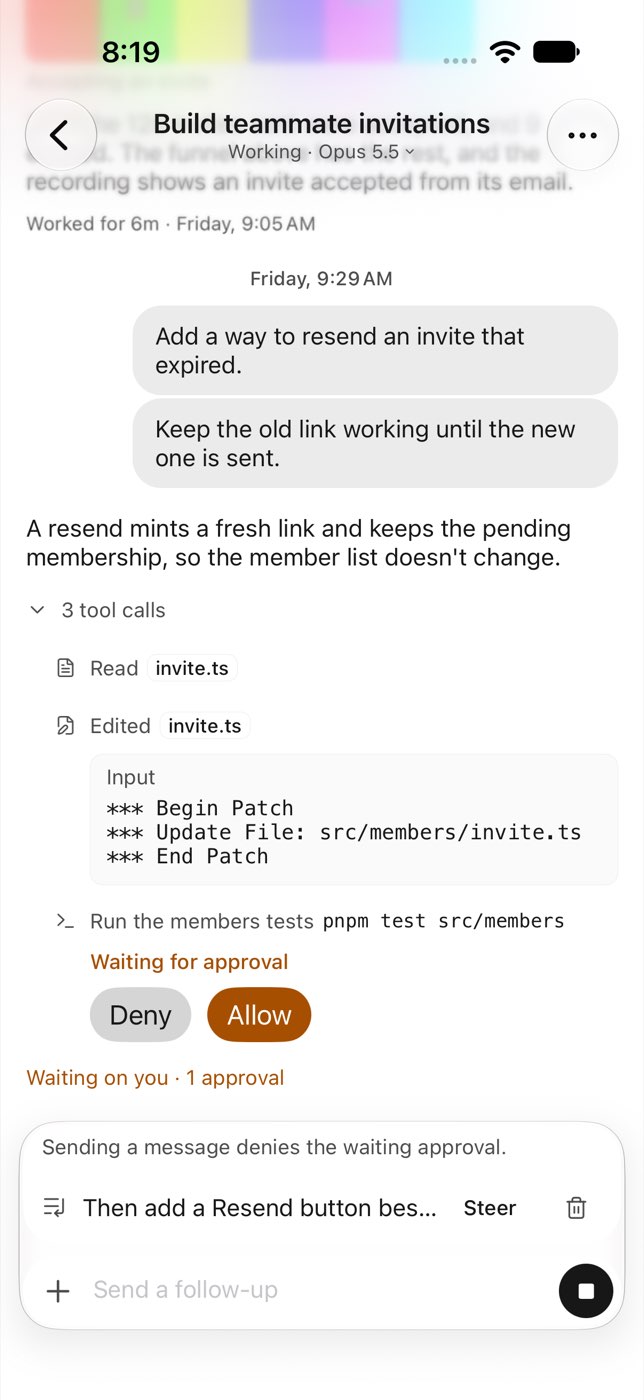 8:19
Build teammate invitations
Working · Opus 5.5
rest, and the
recording shows an invite accepted from its email.
Worked for 6m · Friday, 9:05 AM
Friday, 9:29 AM
Add a way to resend an invite that
expired.
Keep the old link working until the new
one is sent.
A resend mints a fresh link and keeps the pending
membership, so the member list doesn't change.
3 tool calls
Read invite.ts
Edited invite.ts
Input
*** Begin Patch
*** Update File: src/members/invite.ts
*** End Patch
Run the members tests pnpm test src/members
Waiting for approval
Deny Allow
Waiting on you · 1 approval
Sending a message denies the waiting approval.
Then add a Resend button bes... Steer
Send a follow-up